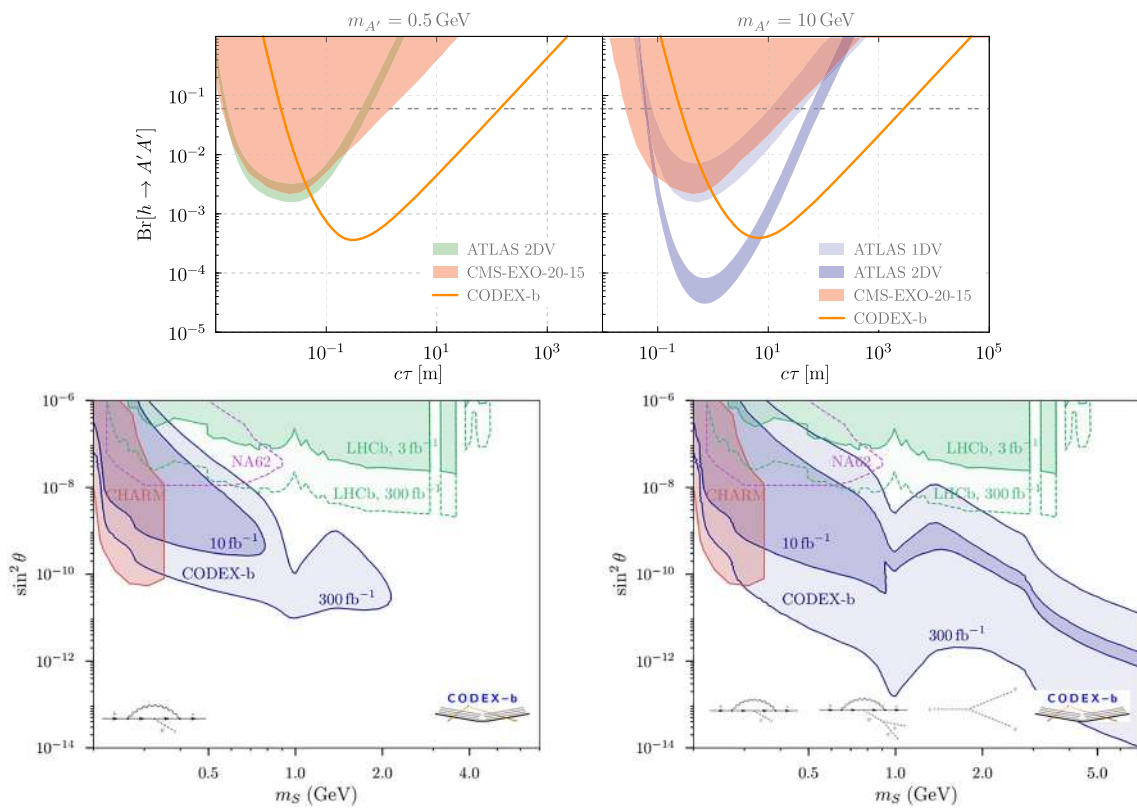 m_{A'} = 0.5 GeV
m_{A'} = 10 GeV
Br[h → A'A']
10^{-1}
10^{-2}
10^{-3}
10^{-4}
10^{-5}
ATLAS 2DV
CMS-EXO-20-15
CODEX-b
ATLAS 1DV
ATLAS 2DV
CMS-EXO-20-15
CODEX-b
10^{-1} 10^{1} 10^{3}
10^{-1} 10^{1} 10^{3} 10^{5}
cτ [m]
cτ [m]
sin² θ
10^{-6}
10^{-8}
10^{-10}
10^{-12}
10^{-14}
LHCb, 3 fb⁻¹
NA62
LHCb, 300 fb⁻¹
CHARM
10 fb⁻¹
CODEX-b
300 fb⁻¹
CODEX-b
0.5 1.0 2.0 4.0
m_S (GeV)
sin² θ
10^{-6}
10^{-8}
10^{-10}
10^{-12}
10^{-14}
LHCb, 3 fb⁻¹
NA62
LHCb, 300 fb⁻¹
CHARM
10 fb⁻¹
CODEX-b
300 fb⁻¹
CODEX-b
0.5 1.0 2.0 5.0
m_S (GeV)